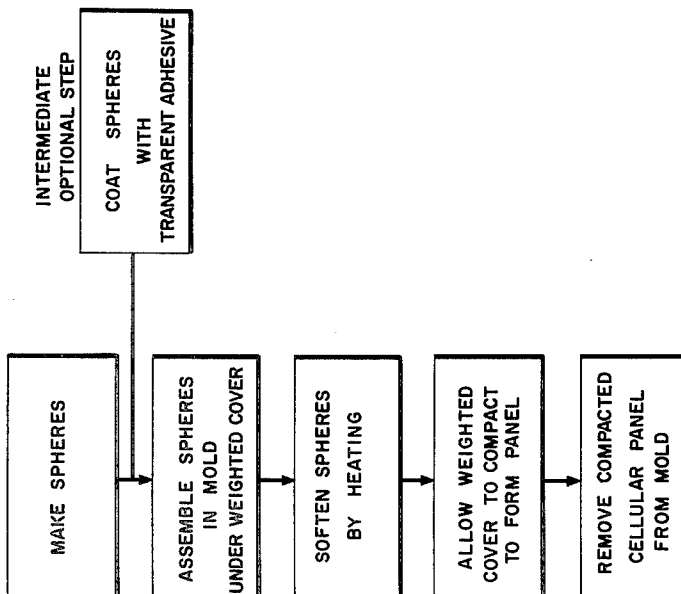 MAKE SPHERES
INTERMEDIATE
OPTIONAL STEP
COAT SPHERES
WITH
TRANSPARENT ADHESIVE
ASSEMBLE SPHERES
IN MOLD
UNDER WEIGHTED COVER
SOFTEN SPHERES
BY HEATING
ALLOW WEIGHTED
COVER TO COMPACT
TO FORM PANEL
REMOVE COMPACTED
CELLULAR PANEL
FROM MOLD